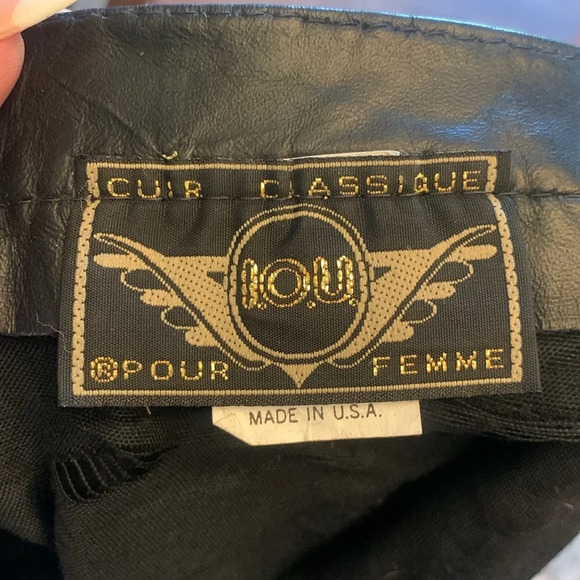 CUIR CLASSIQUE
I.O.U.
®POUR FEMME
MADE IN U.S.A.